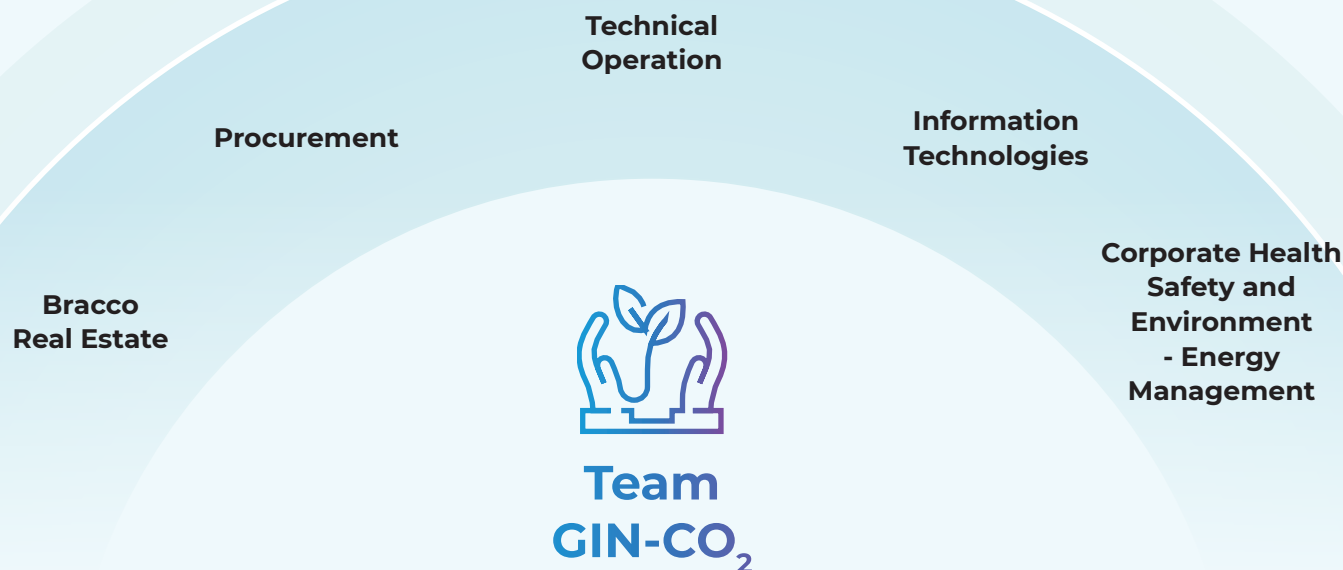 Technical
Operation
Procurement
Information
Technologies
Bracco
Real Estate
Corporate Health
Safety and
Environment
- Energy
Management
Team
GIN-CO₂